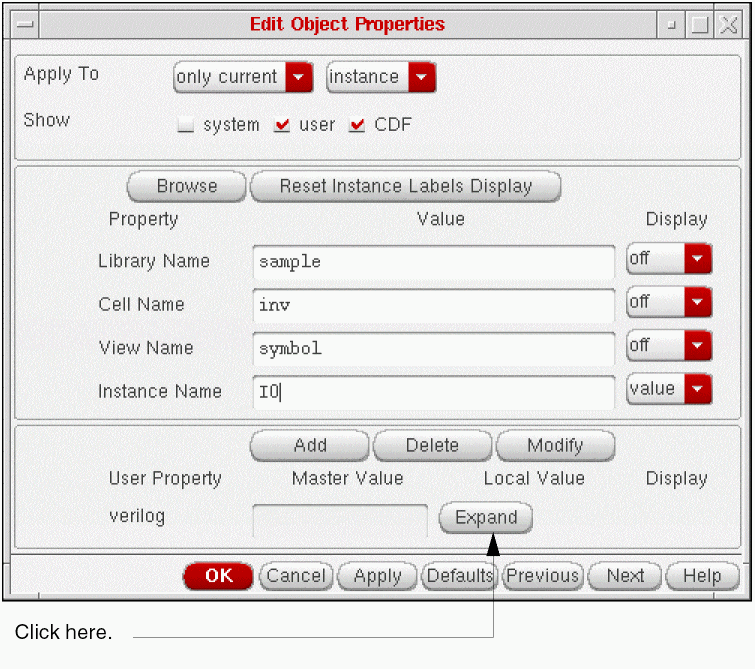 Edit Object Properties
Apply To only current instance
Show system user CDF
Browse Reset Instance Labels Display
Property Value Display
Library Name sample off
Cell Name inv off
View Name symbol off
Instance Name I0 value
Add Delete Modify
User Property Master Value Local Value Display
verilog Expand
OK Cancel Apply Defaults Previous Next Help
Click here.